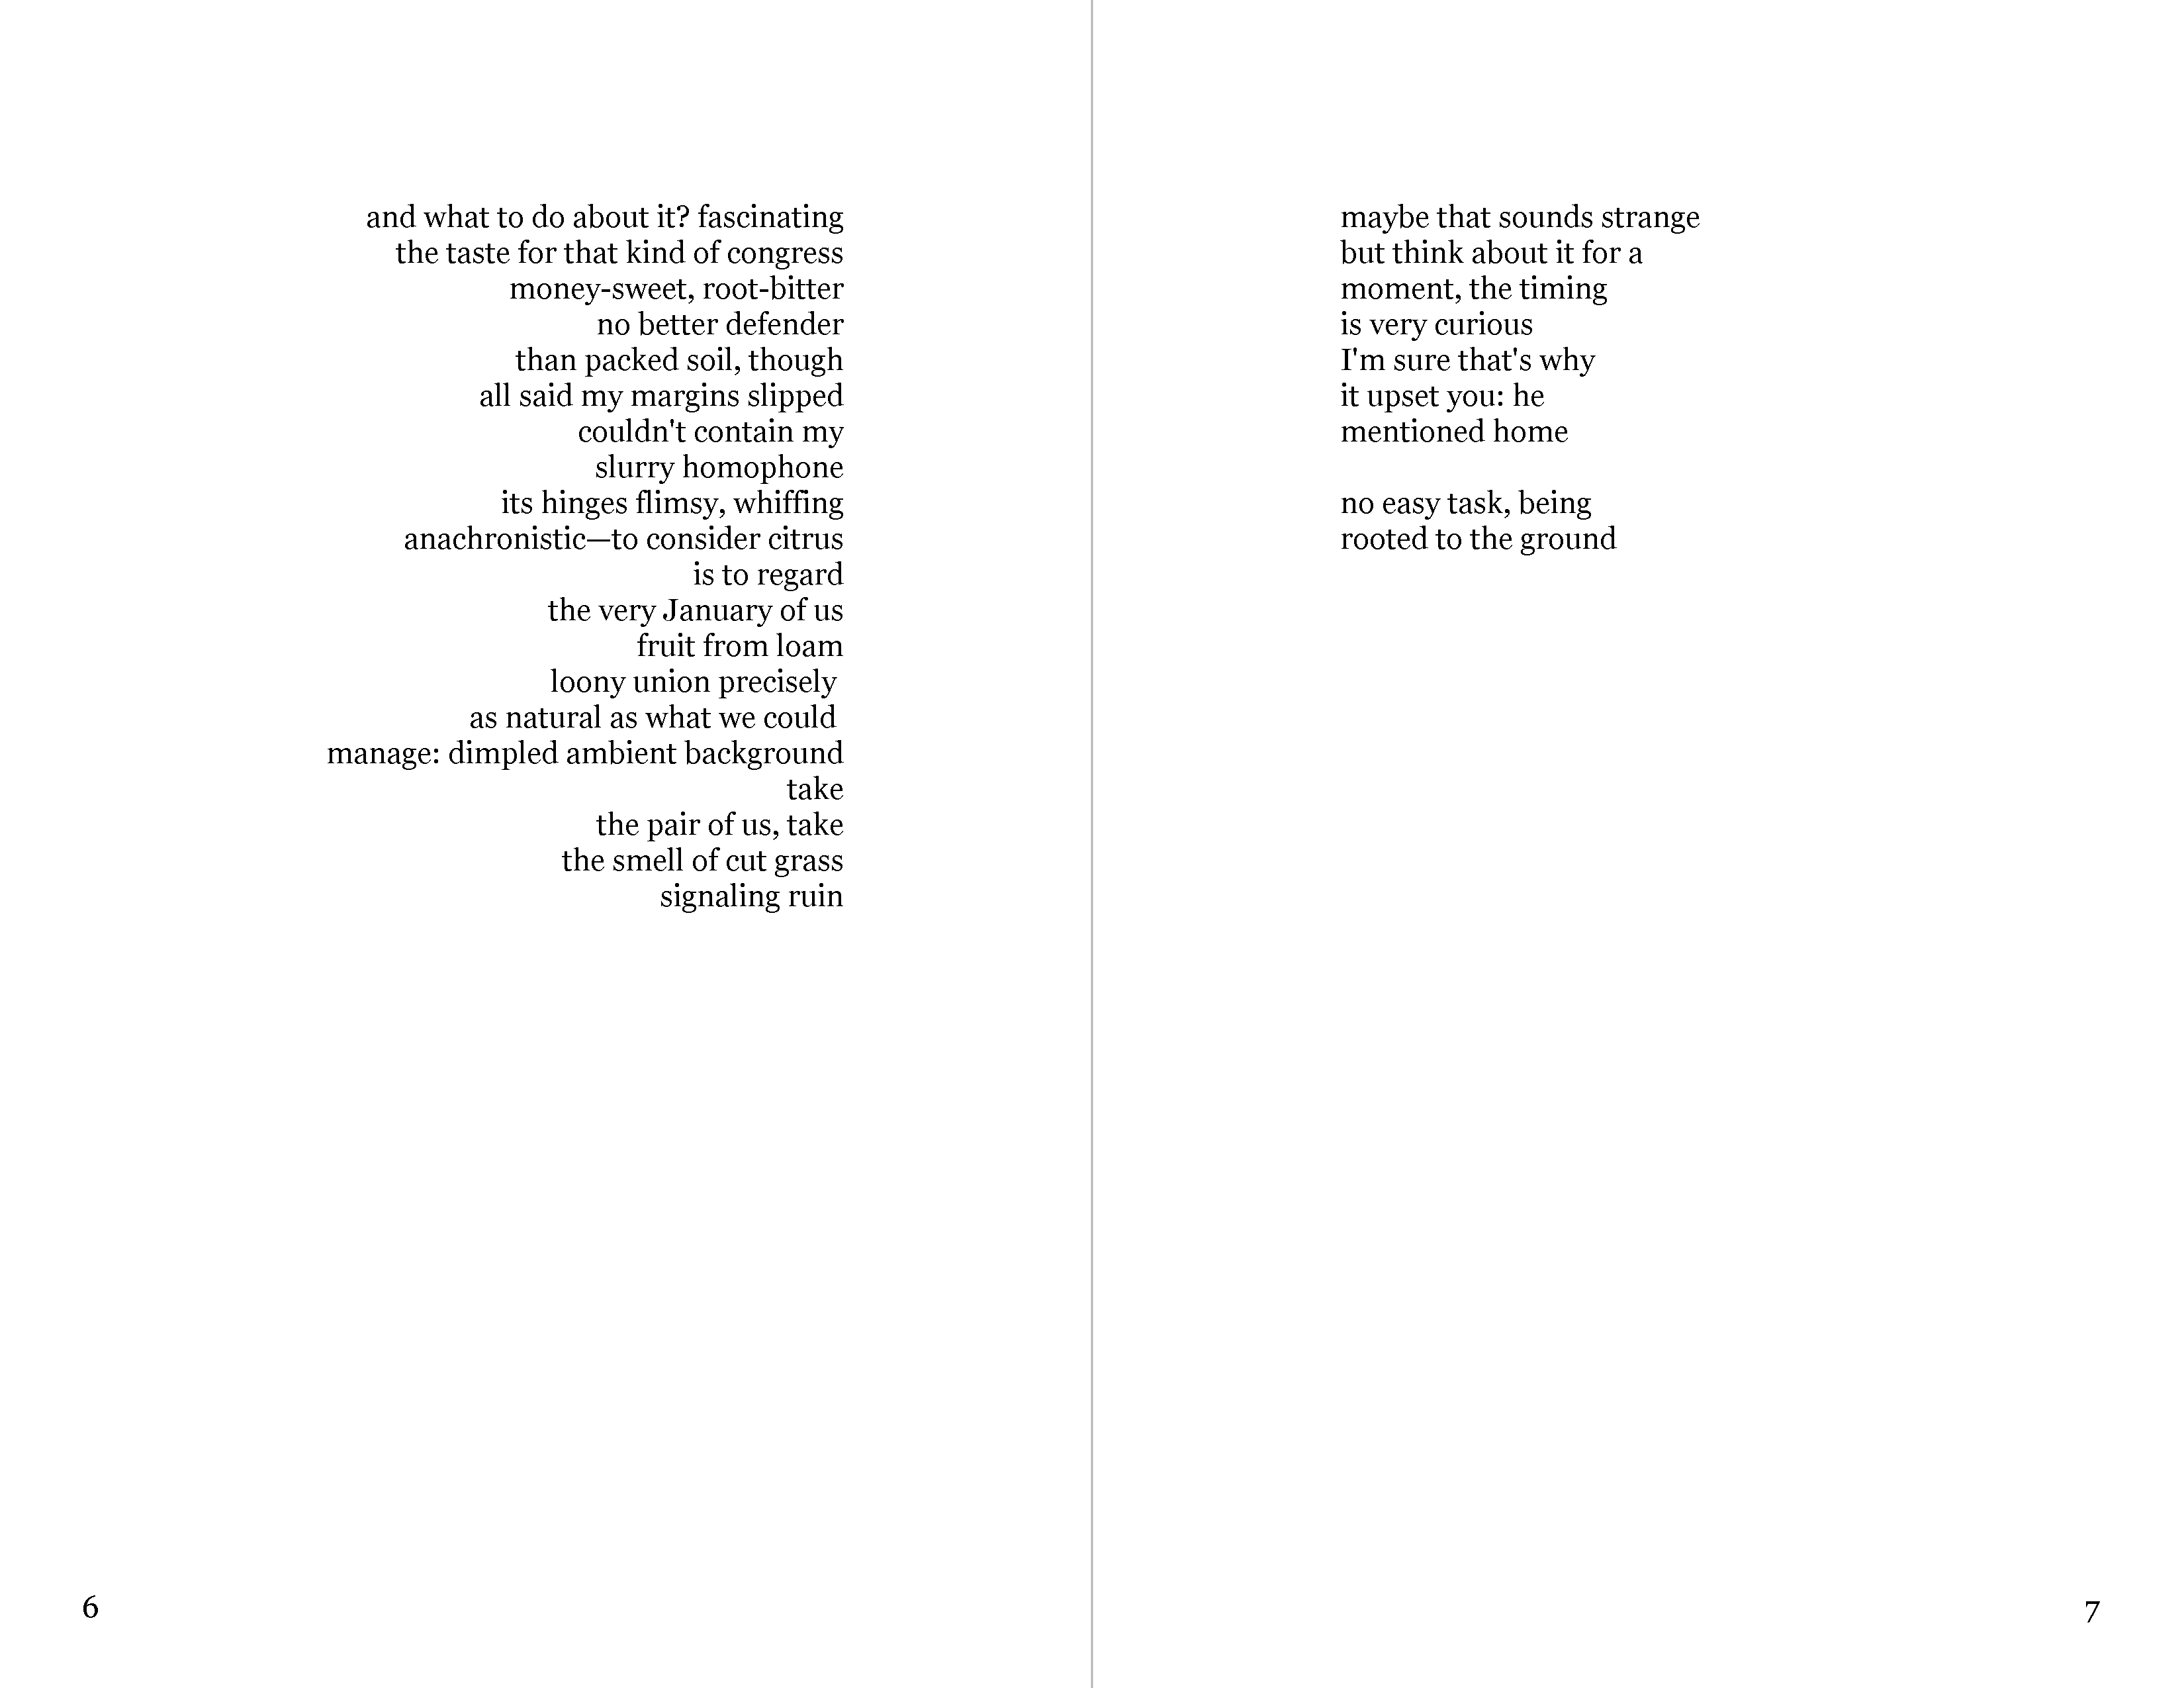 and what to do about it? fascinating
the taste for that kind of congress
money-sweet, root-bitter
no better defender
than packed soil, though
all said my margins slipped
couldn't contain my
slurry homophone
its hinges flimsy, whiffing
anachronistic—to consider citrus
is to regard
the very January of us
fruit from loam
loony union precisely
as natural as what we could
manage: dimpled ambient background
take
the pair of us, take
the smell of cut grass
signaling ruin
6
maybe that sounds strange
but think about it for a
moment, the timing
is very curious
I'm sure that's why
it upset you: he
mentioned home
no easy task, being
rooted to the ground
7